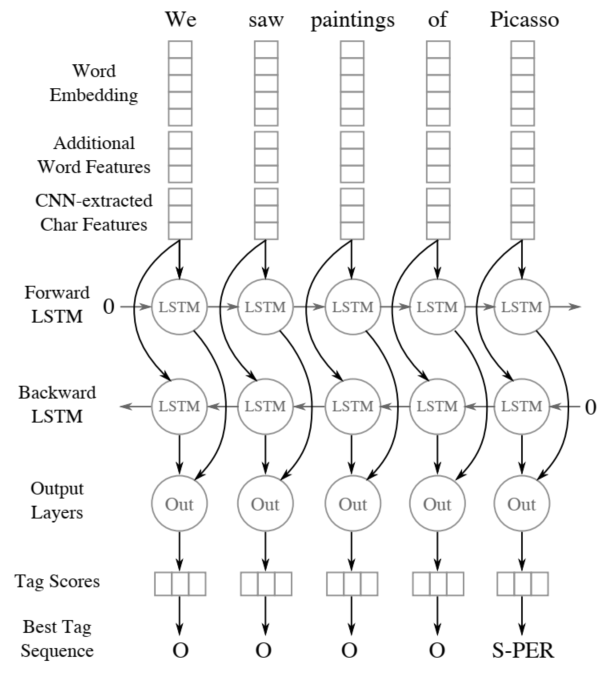 We saw paintings of Picasso
Word
Embedding
Additional
Word Features
CNN-extracted
Char Features
Forward
LSTM
0 LSTM LSTM LSTM LSTM LSTM
Backward
LSTM
LSTM LSTM LSTM LSTM LSTM 0
Output
Layers
Out Out Out Out Out
Tag Scores
Best Tag
Sequence
O O O O S-PER